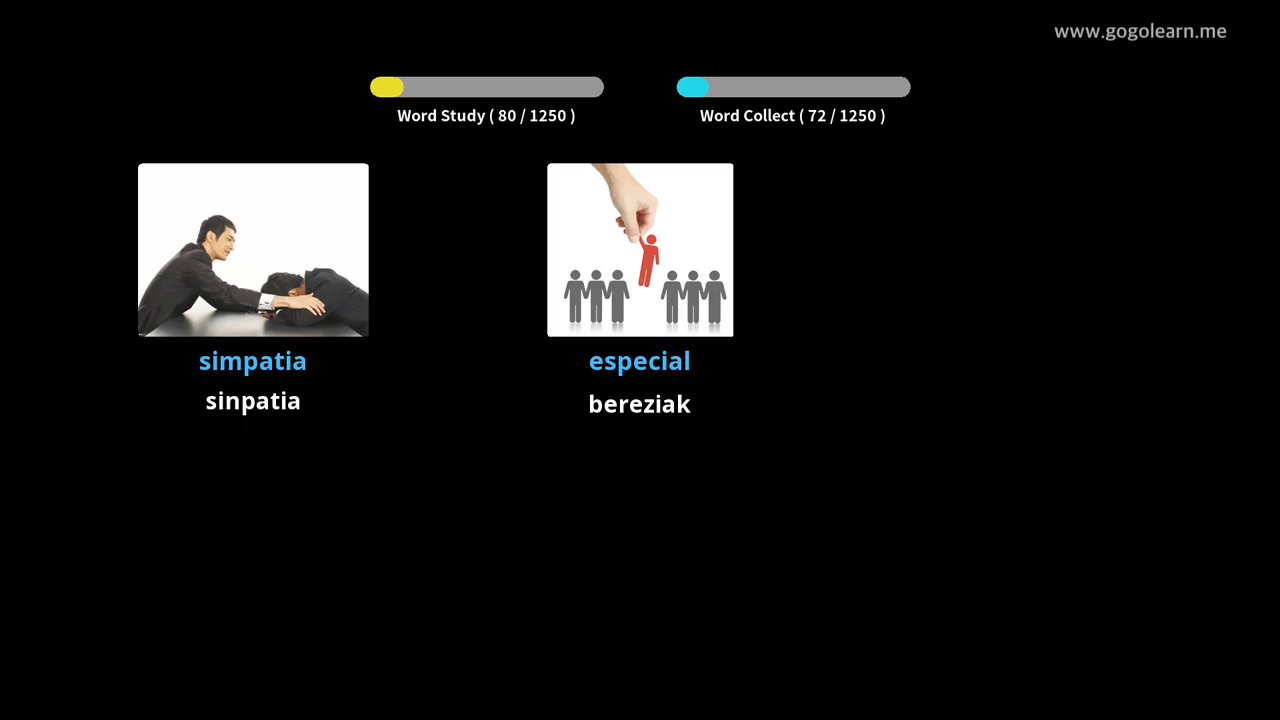 www.gogolearn.me
Word Study ( 80 / 1250 )
Word Collect ( 72 / 1250 )
simpatia
sinpatia
especial
bereziak